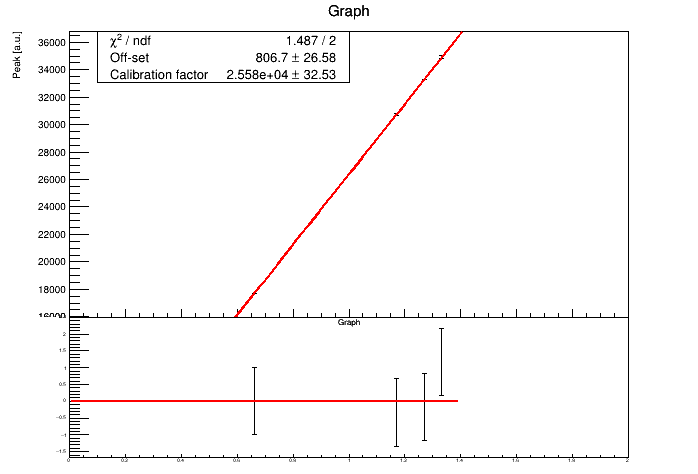 Graph
Peak [a.u.]
χ² / ndf 1.487 / 2
Off-set 806.7 ± 26.58
Calibration factor 2.558e+04 ± 32.53
36000
34000
32000
30000
28000
26000
24000
22000
20000
18000
16000
Graph
2
1.5
1
0.5
0
−0.5
−1
−1.5
0 0.2 0.4 0.6 0.8 1 1.2 1.4 1.6 1.8 2